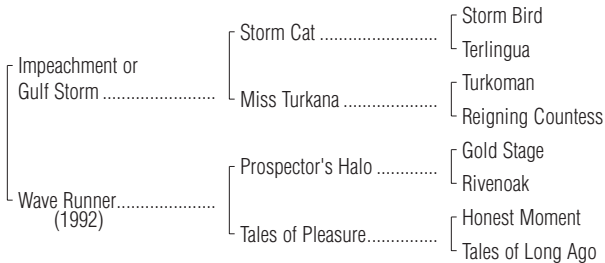 Storm Bird
Storm Cat ........................
Terlingua
Impeachment or
Gulf Storm .......................
Turkoman
Miss Turkana ...................
Reigning Countess
Gold Stage
Prospector's Halo .............
Rivenoak
Wave Runner....................
(1992)
Honest Moment
Tales of Pleasure...............
Tales of Long Ago